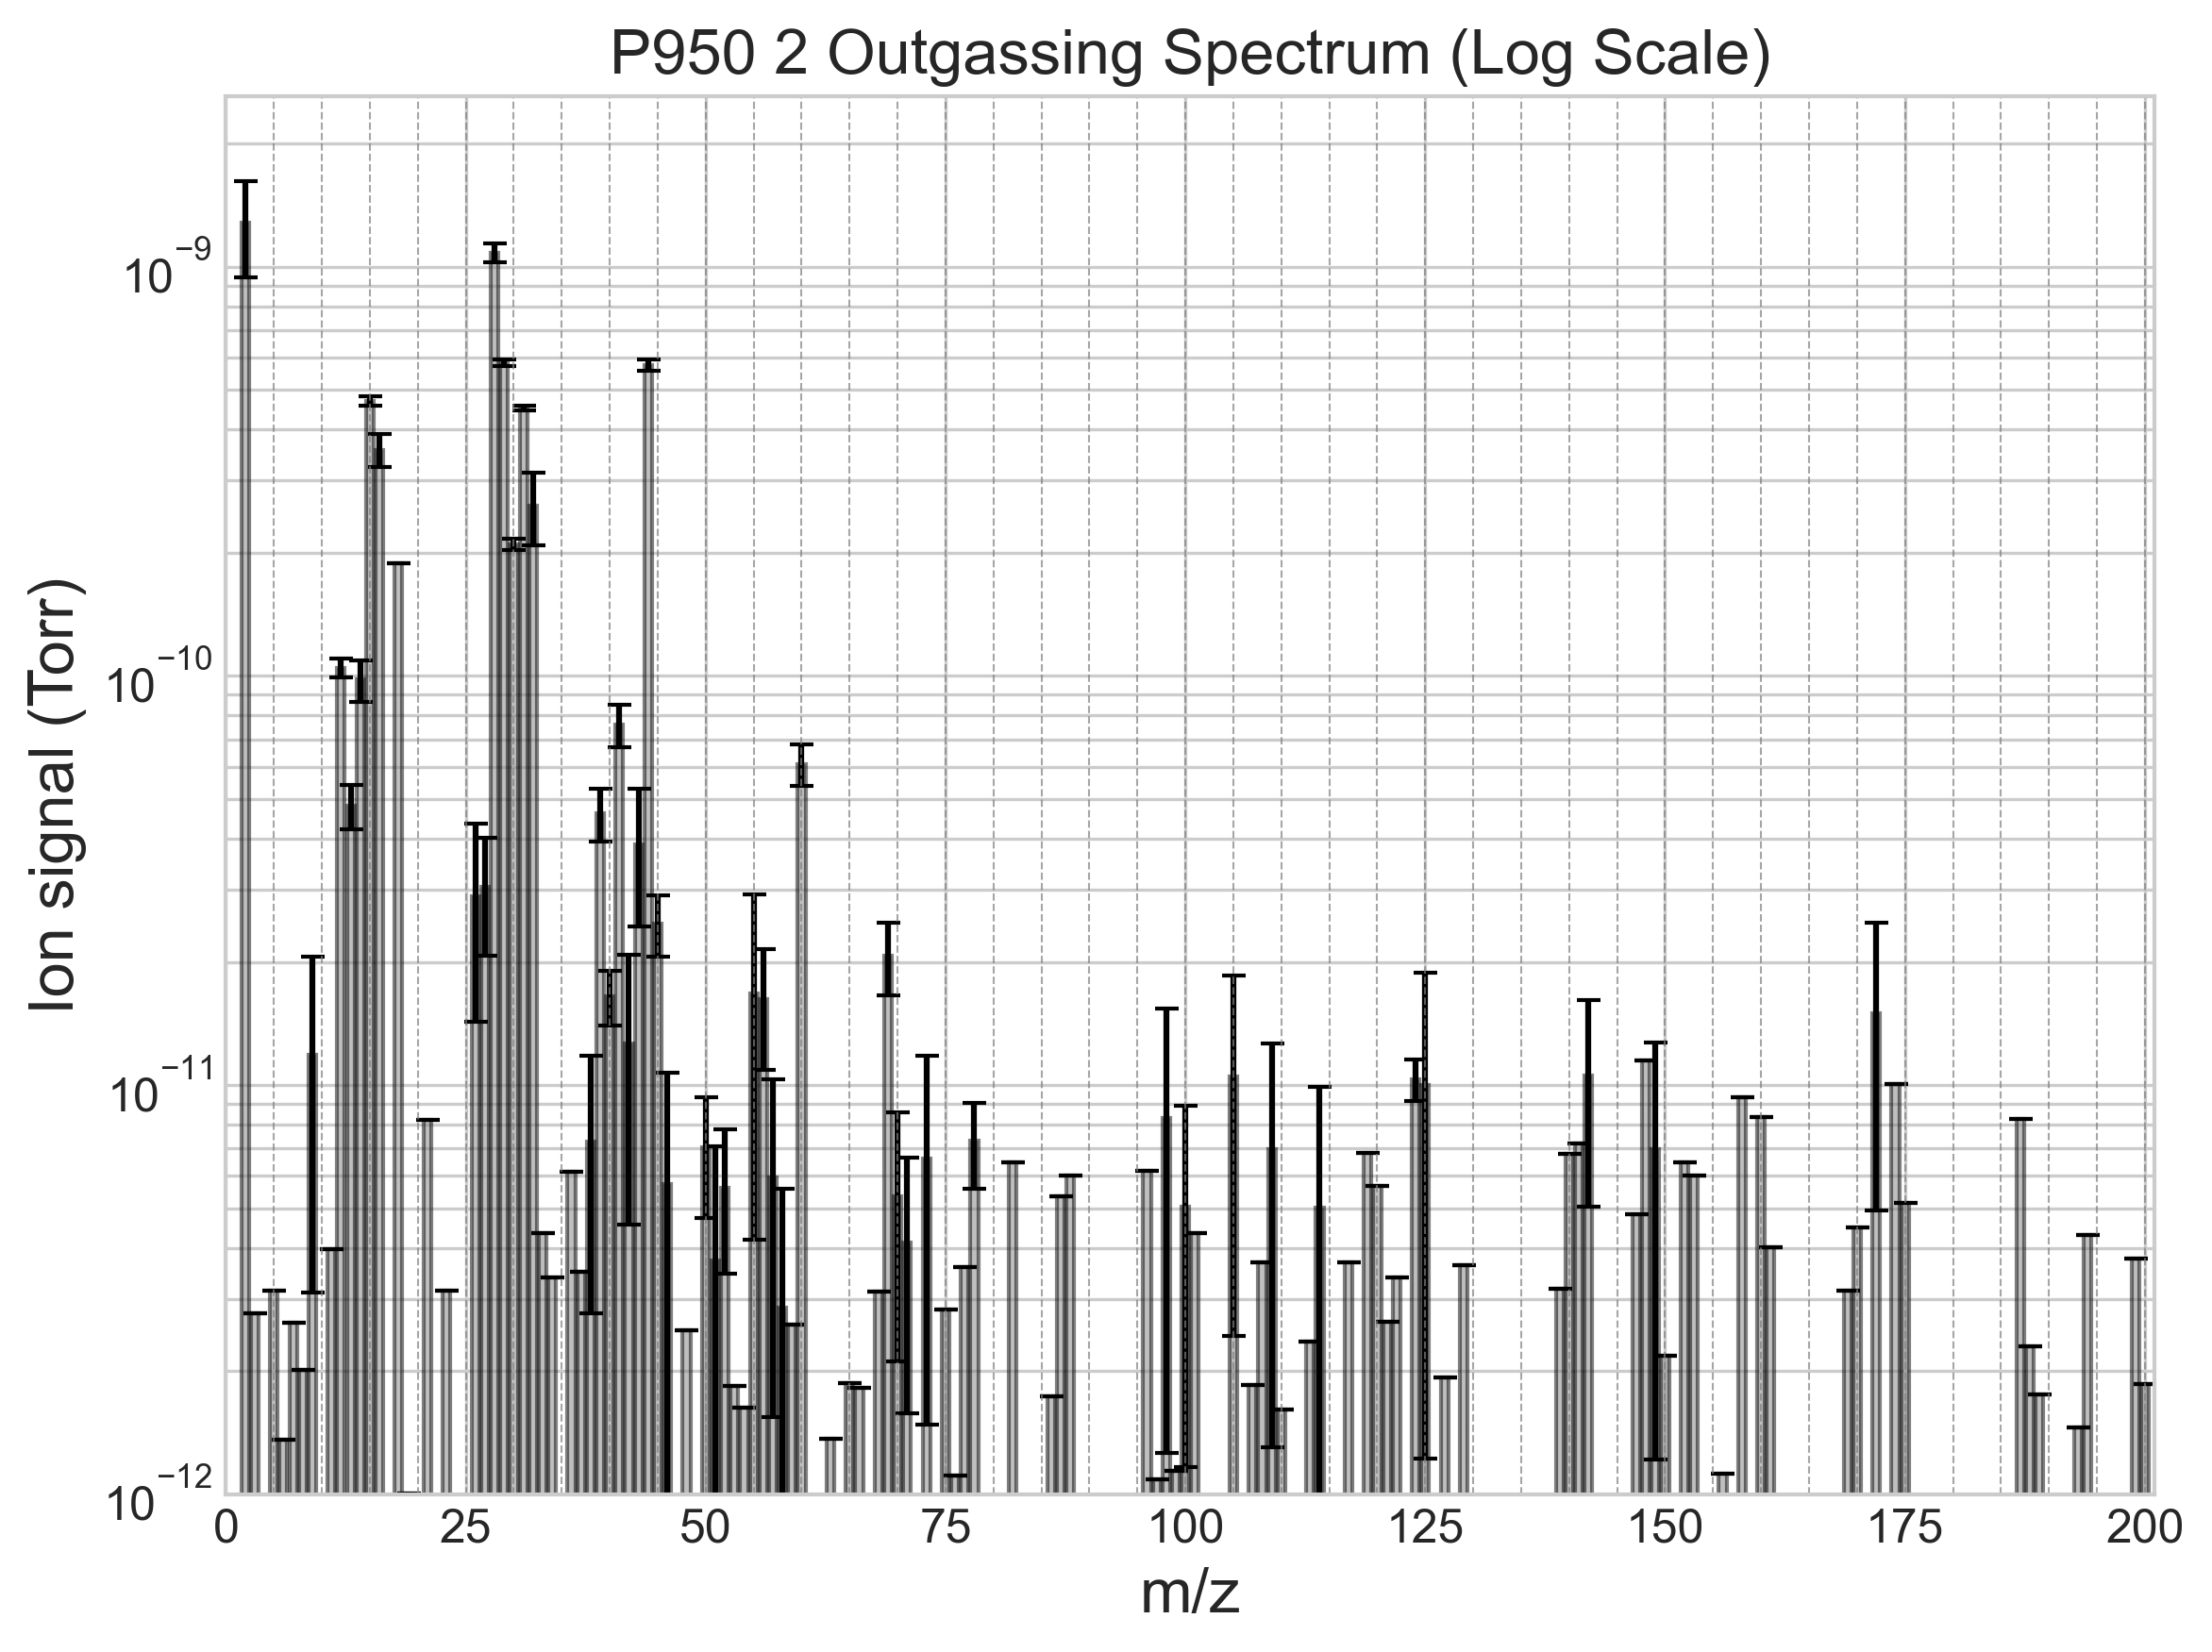 P950 2 Outgassing Spectrum (Log Scale)
Ion signal (Torr)
10⁻⁹
10⁻¹⁰
10⁻¹¹
10⁻¹²
0 25 50 75 100 125 150 175 200
m/z